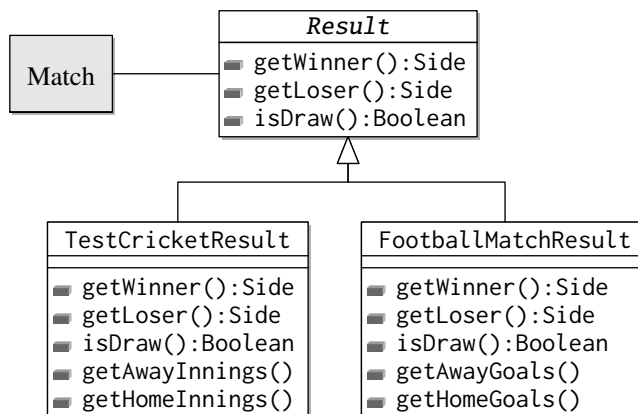 Result
Match
getWinner():Side
getLoser():Side
isDraw():Boolean
TestCricketResult
getWinner():Side
getLoser():Side
isDraw():Boolean
getAwayInnings()
getHomeInnings()
FootballMatchResult
getWinner():Side
getLoser():Side
isDraw():Boolean
getAwayGoals()
getHomeGoals()